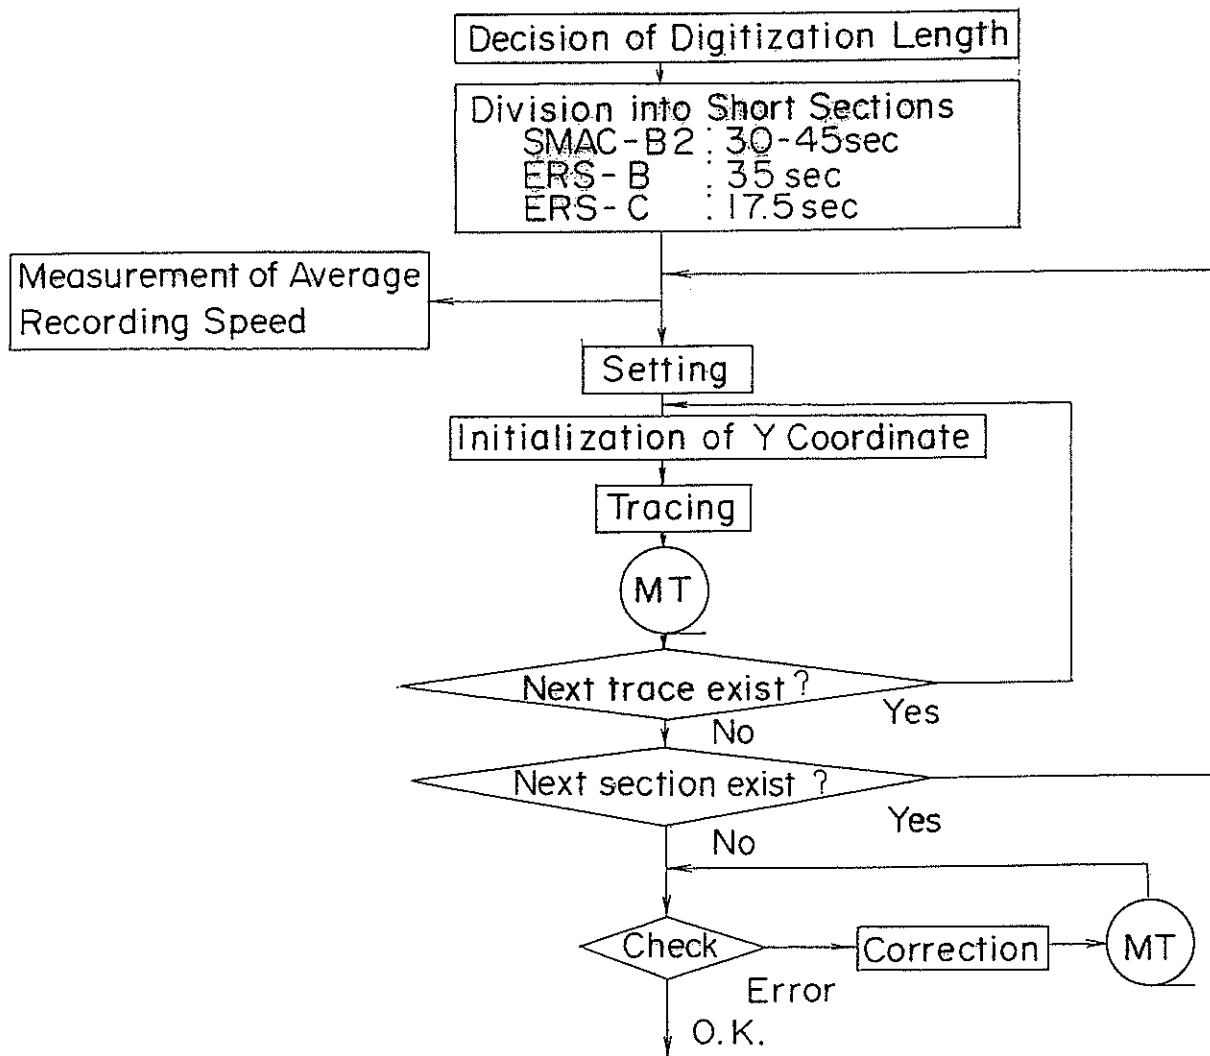 Decision of Digitization Length
Division into Short Sections
SMAC-B2 : 30-45sec
ERS-B : 35 sec
ERS-C : 17.5sec
Measurement of Average
Recording Speed
Setting
Initialization of Y Coordinate
Tracing
MT
Next trace exist ?
Yes
No
Next section exist ?
Yes
No
Check
Correction
MT
Error
O.K.